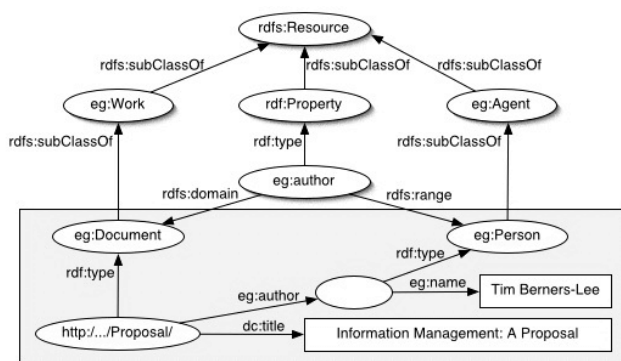 rdfs:Resource
rdfs:subClassOf
rdfs:subClassOf
rdfs:subClassOf
eg:Work
rdf:Property
eg:Agent
rdfs:subClassOf
rdf:type
rdfs:subClassOf
eg:author
rdfs:domain
rdfs:range
eg:Document
eg:Person
rdf:type
rdf:type
eg:author
eg:name
Tim Berners-Lee
http:/.../Proposal/
dc:title
Information Management: A Proposal